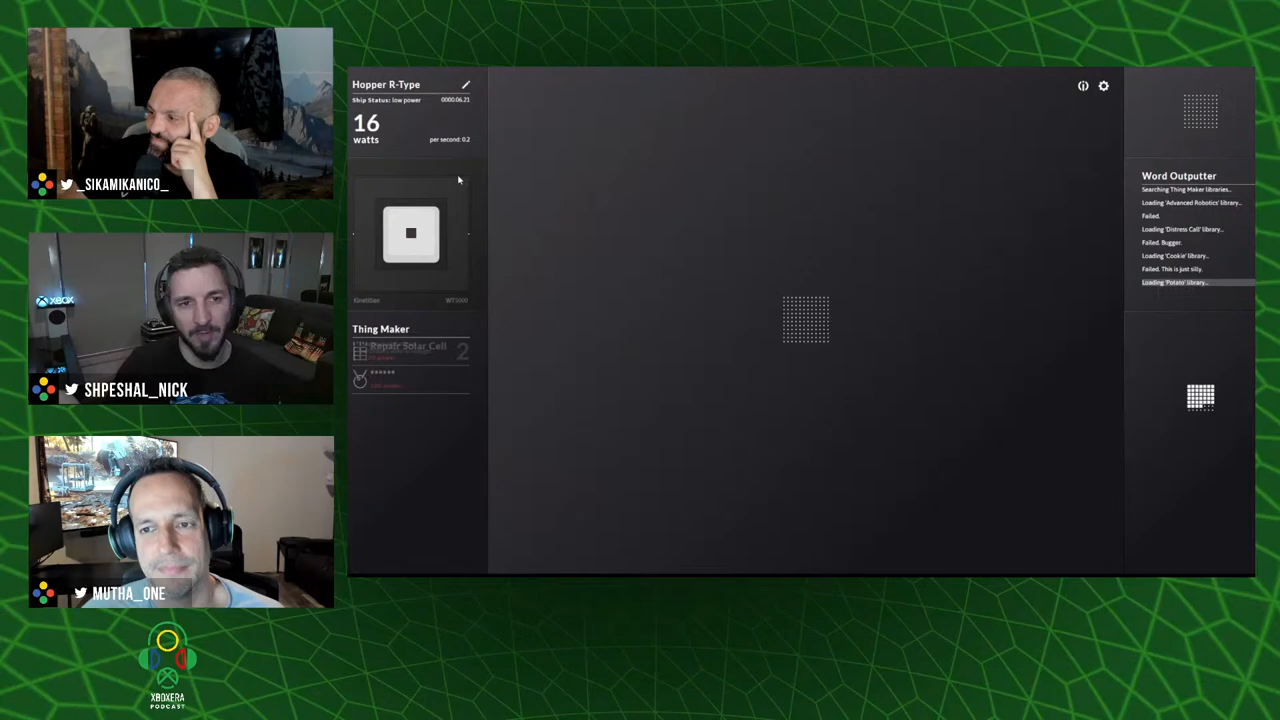 _SIKAMIKANICO_
XBOX
SHPESHAL_NICK
MUTHA_ONE
XBOXERA
PODCAST
Hopper R-Type
Ship Status: low power 0000:06.21
16
watts
per second: 0.2
WT5000
Thing Maker
Repair Solar Cell
2
******
Word Outputter
Searching Thing Maker libraries...
Loading 'Advanced Robotics' library...
Failed.
Loading 'Distress Call' library...
Failed. Bugger.
Loading 'Cookie' library...
Failed. This is just silly.
Loading 'Potato' library...